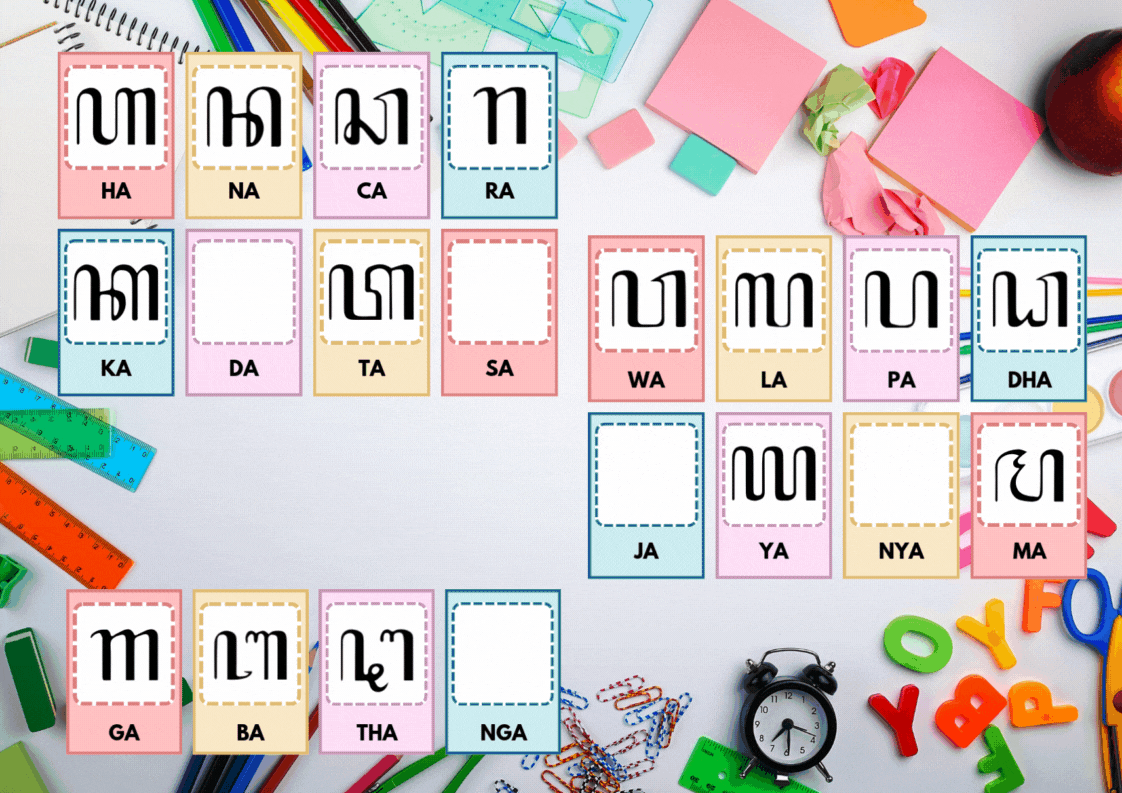 ꦲ ꦤ ꦕ ꦫ
HA NA CA RA
ꦏ ꦠ
KA DA TA SA
ꦮ ꦭ ꦥ ꦝ
WA LA PA DHA
ꦪ ꦩ
JA YA NYA MA
ꦒ ꦧ ꦛ
GA BA THA NGA
O Y F
Y B P
E